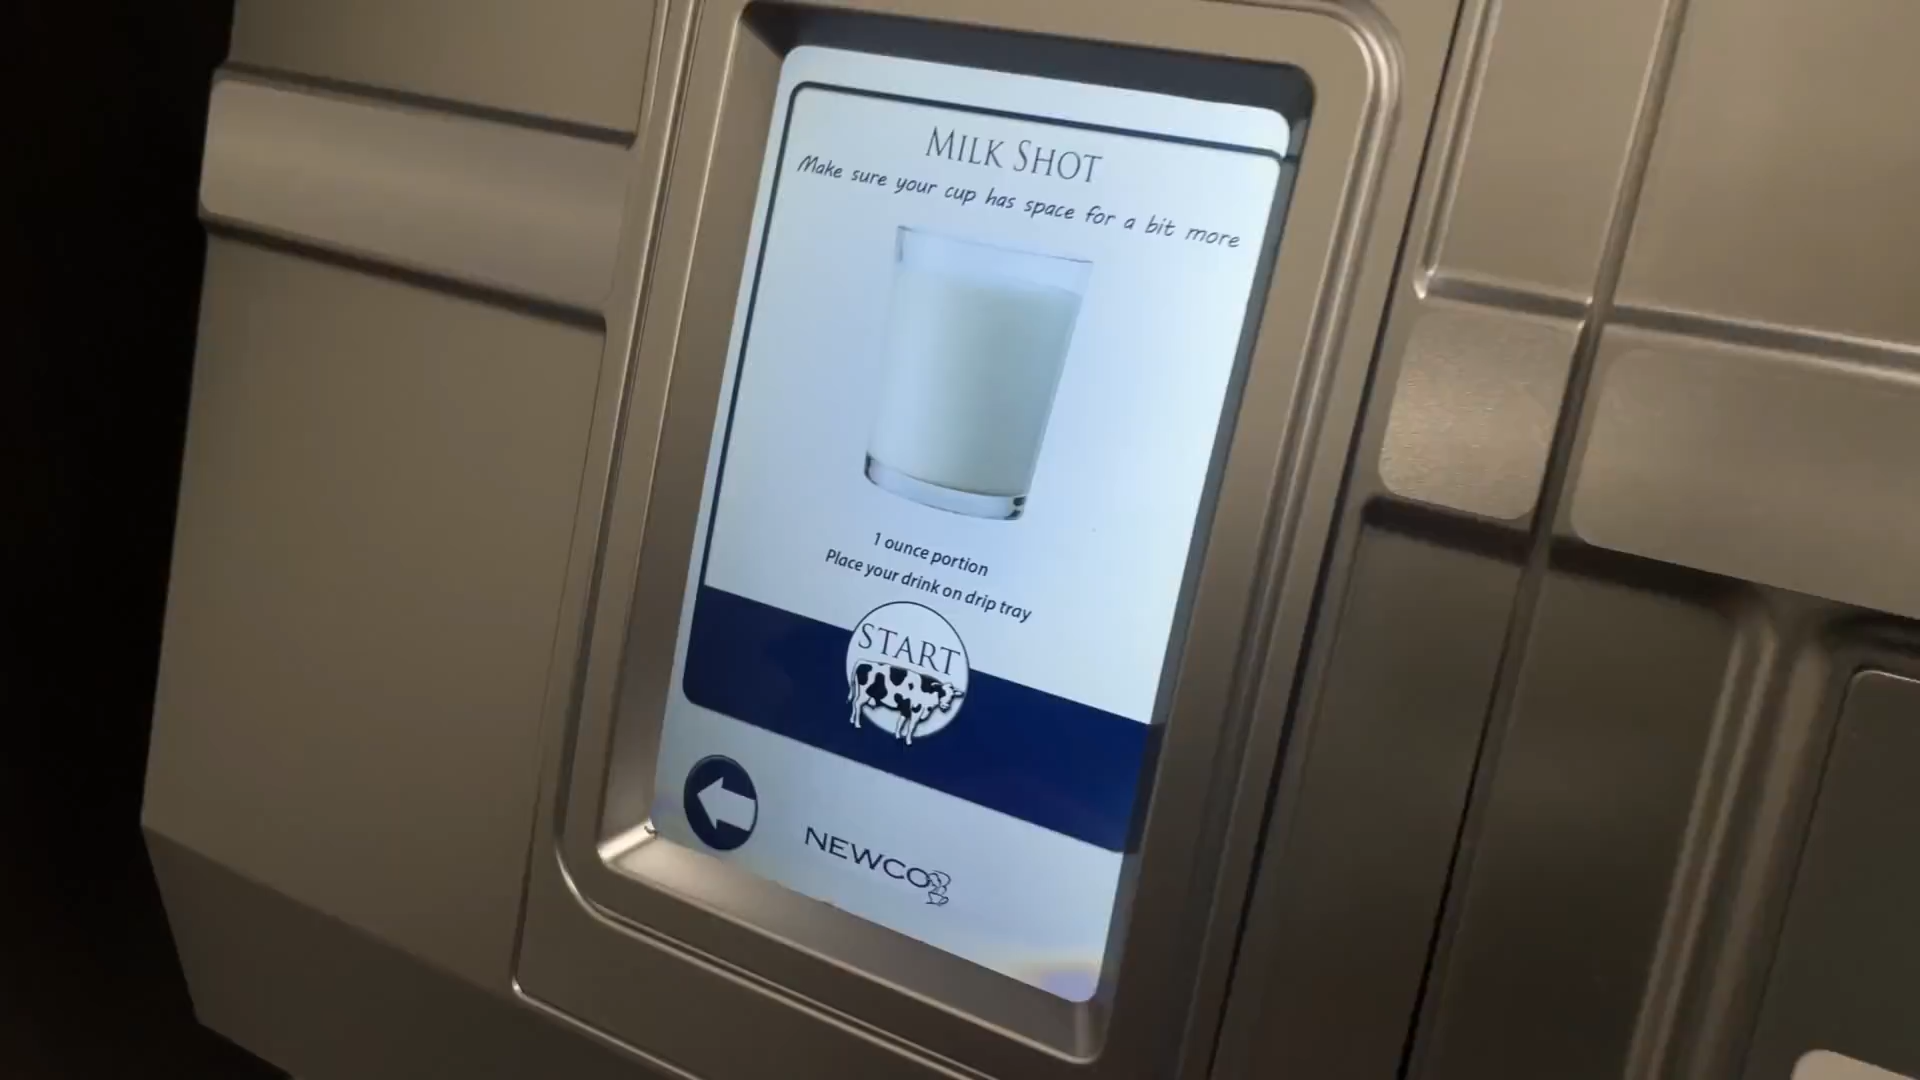 MILK SHOT
Make sure your cup has space for a bit more
1 ounce portion
Place your drink on drip tray
START
NEWCO